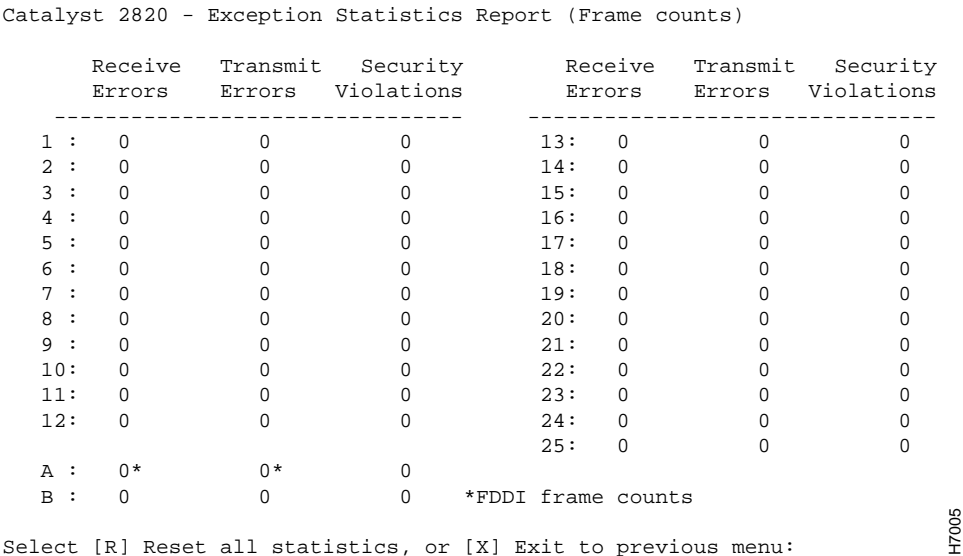 Catalyst 2820 - Exception Statistics Report (Frame counts)
Receive Transmit Security Receive Transmit Security
Errors Errors Violations Errors Errors Violations
--------------------------------- ---------------------------------
1 : 0 0 0 13: 0 0 0
2 : 0 0 0 14: 0 0 0
3 : 0 0 0 15: 0 0 0
4 : 0 0 0 16: 0 0 0
5 : 0 0 0 17: 0 0 0
6 : 0 0 0 18: 0 0 0
7 : 0 0 0 19: 0 0 0
8 : 0 0 0 20: 0 0 0
9 : 0 0 0 21: 0 0 0
10: 0 0 0 22: 0 0 0
11: 0 0 0 23: 0 0 0
12: 0 0 0 24: 0 0 0
25: 0 0 0
A : 0* 0* 0
B : 0 0 0 *FDDI frame counts
Select [R] Reset all statistics, or [X] Exit to previous menu:
H7005